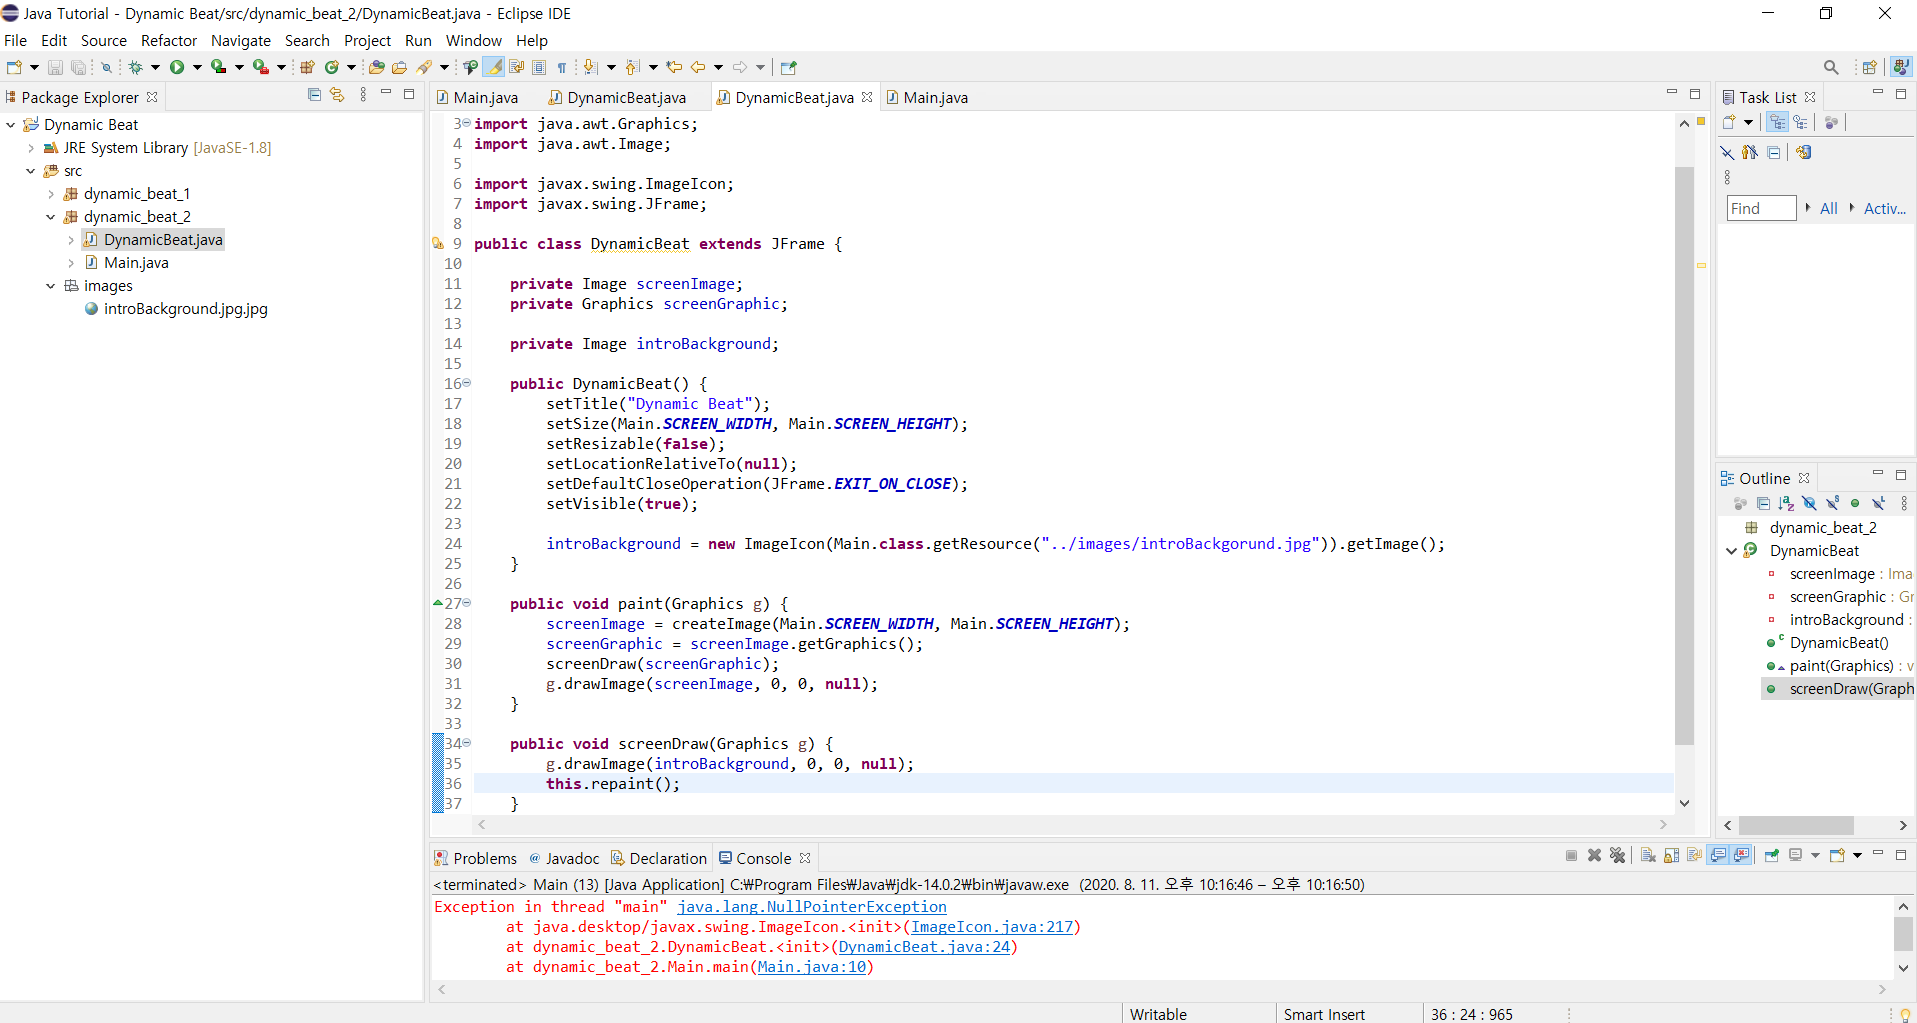 Java Tutorial - Dynamic Beat/src/dynamic_beat_2/DynamicBeat.java - Eclipse IDE
File Edit Source Refactor Navigate Search Project Run Window Help
Package Explorer
Dynamic Beat
JRE System Library [JavaSE-1.8]
src
dynamic_beat_1
dynamic_beat_2
DynamicBeat.java
Main.java
images
introBackground.jpg.jpg
Main.java DynamicBeat.java DynamicBeat.java Main.java
3 import java.awt.Graphics;
4 import java.awt.Image;
5
6 import javax.swing.ImageIcon;
7 import javax.swing.JFrame;
8
9 public class DynamicBeat extends JFrame {
10
11 private Image screenImage;
12 private Graphics screenGraphic;
13
14 private Image introBackground;
15
16 public DynamicBeat() {
17 setTitle("Dynamic Beat");
18 setSize(Main.SCREEN_WIDTH, Main.SCREEN_HEIGHT);
19 setResizable(false);
20 setLocationRelativeTo(null);
21 setDefaultCloseOperation(JFrame.EXIT_ON_CLOSE);
22 setVisible(true);
23
24 introBackground = new ImageIcon(Main.class.getResource("../images/introBackgorund.jpg")).getImage();
25 }
26
27 public void paint(Graphics g) {
28 screenImage = createImage(Main.SCREEN_WIDTH, Main.SCREEN_HEIGHT);
29 screenGraphic = screenImage.getGraphics();
30 screenDraw(screenGraphic);
31 g.drawImage(screenImage, 0, 0, null);
32 }
33
34 public void screenDraw(Graphics g) {
35 g.drawImage(introBackground, 0, 0, null);
36 this.repaint();
37 }
Task List
Find All Activ...
Outline
dynamic_beat_2
DynamicBeat
screenImage : Ima
screenGraphic : Gr
introBackground :
DynamicBeat()
paint(Graphics) : v
screenDraw(Graph
Problems Javadoc Declaration Console
<terminated> Main (13) [Java Application] C:₩Program Files₩Java₩jdk-14.0.2₩bin₩javaw.exe (2020. 8. 11. 오후 10:16:46 – 오후 10:16:50)
Exception in thread "main" java.lang.NullPointerException
at java.desktop/javax.swing.ImageIcon.<init>(ImageIcon.java:217)
at dynamic_beat_2.DynamicBeat.<init>(DynamicBeat.java:24)
at dynamic_beat_2.Main.main(Main.java:10)
Writable Smart Insert 36 : 24 : 965